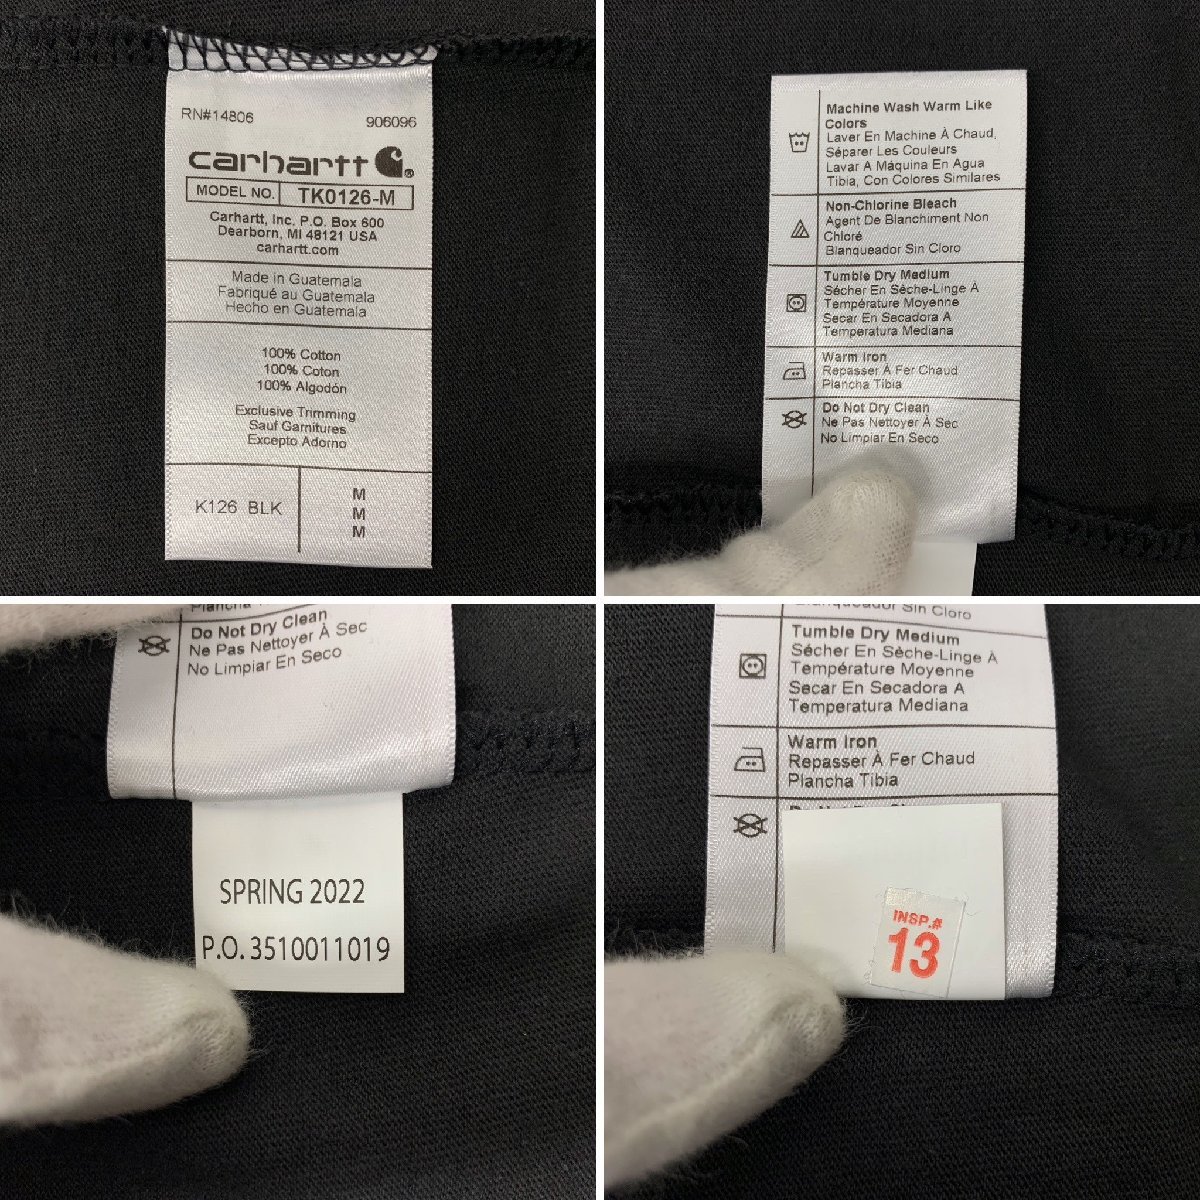 RN#14806 906096
carhartt
MODEL NO. TK0126-M
Carhartt, Inc. P.O. Box 600
Dearborn, MI 48121 USA
carhartt.com
Made in Guatemala
Fabriqué au Guatemala
Hecho en Guatemala
100% Cotton
100% Coton
100% Algodón
Exclusive Trimming
Sauf Garnitures
Excepto Adorno
K126 BLK
M
M
M
Machine Wash Warm Like
Colors
Laver En Machine À Chaud,
Séparer Les Couleurs
Lavar A Máquina En Agua
Tibia, Con Colores Similares
Non-Chlorine Bleach
Agent De Blanchiment Non
Chloré
Blanqueador Sin Cloro
Tumble Dry Medium
Sécher En Sèche-Linge À
Température Moyenne
Secar En Secadora A
Temperatura Mediana
Warm Iron
Repasser À Fer Chaud
Plancha Tibia
Do Not Dry Clean
Ne Pas Nettoyer À Sec
No Limpiar En Seco
Plancha
Do Not Dry Clean
Ne Pas Nettoyer À Sec
No Limpiar En Seco
SPRING 2022
P.O. 3510011019
Blanqueador Sin Cloro
Tumble Dry Medium
Sécher En Sèche-Linge À
Température Moyenne
Secar En Secadora A
Temperatura Mediana
Warm Iron
Repasser À Fer Chaud
Plancha Tibia
INSP.#
13